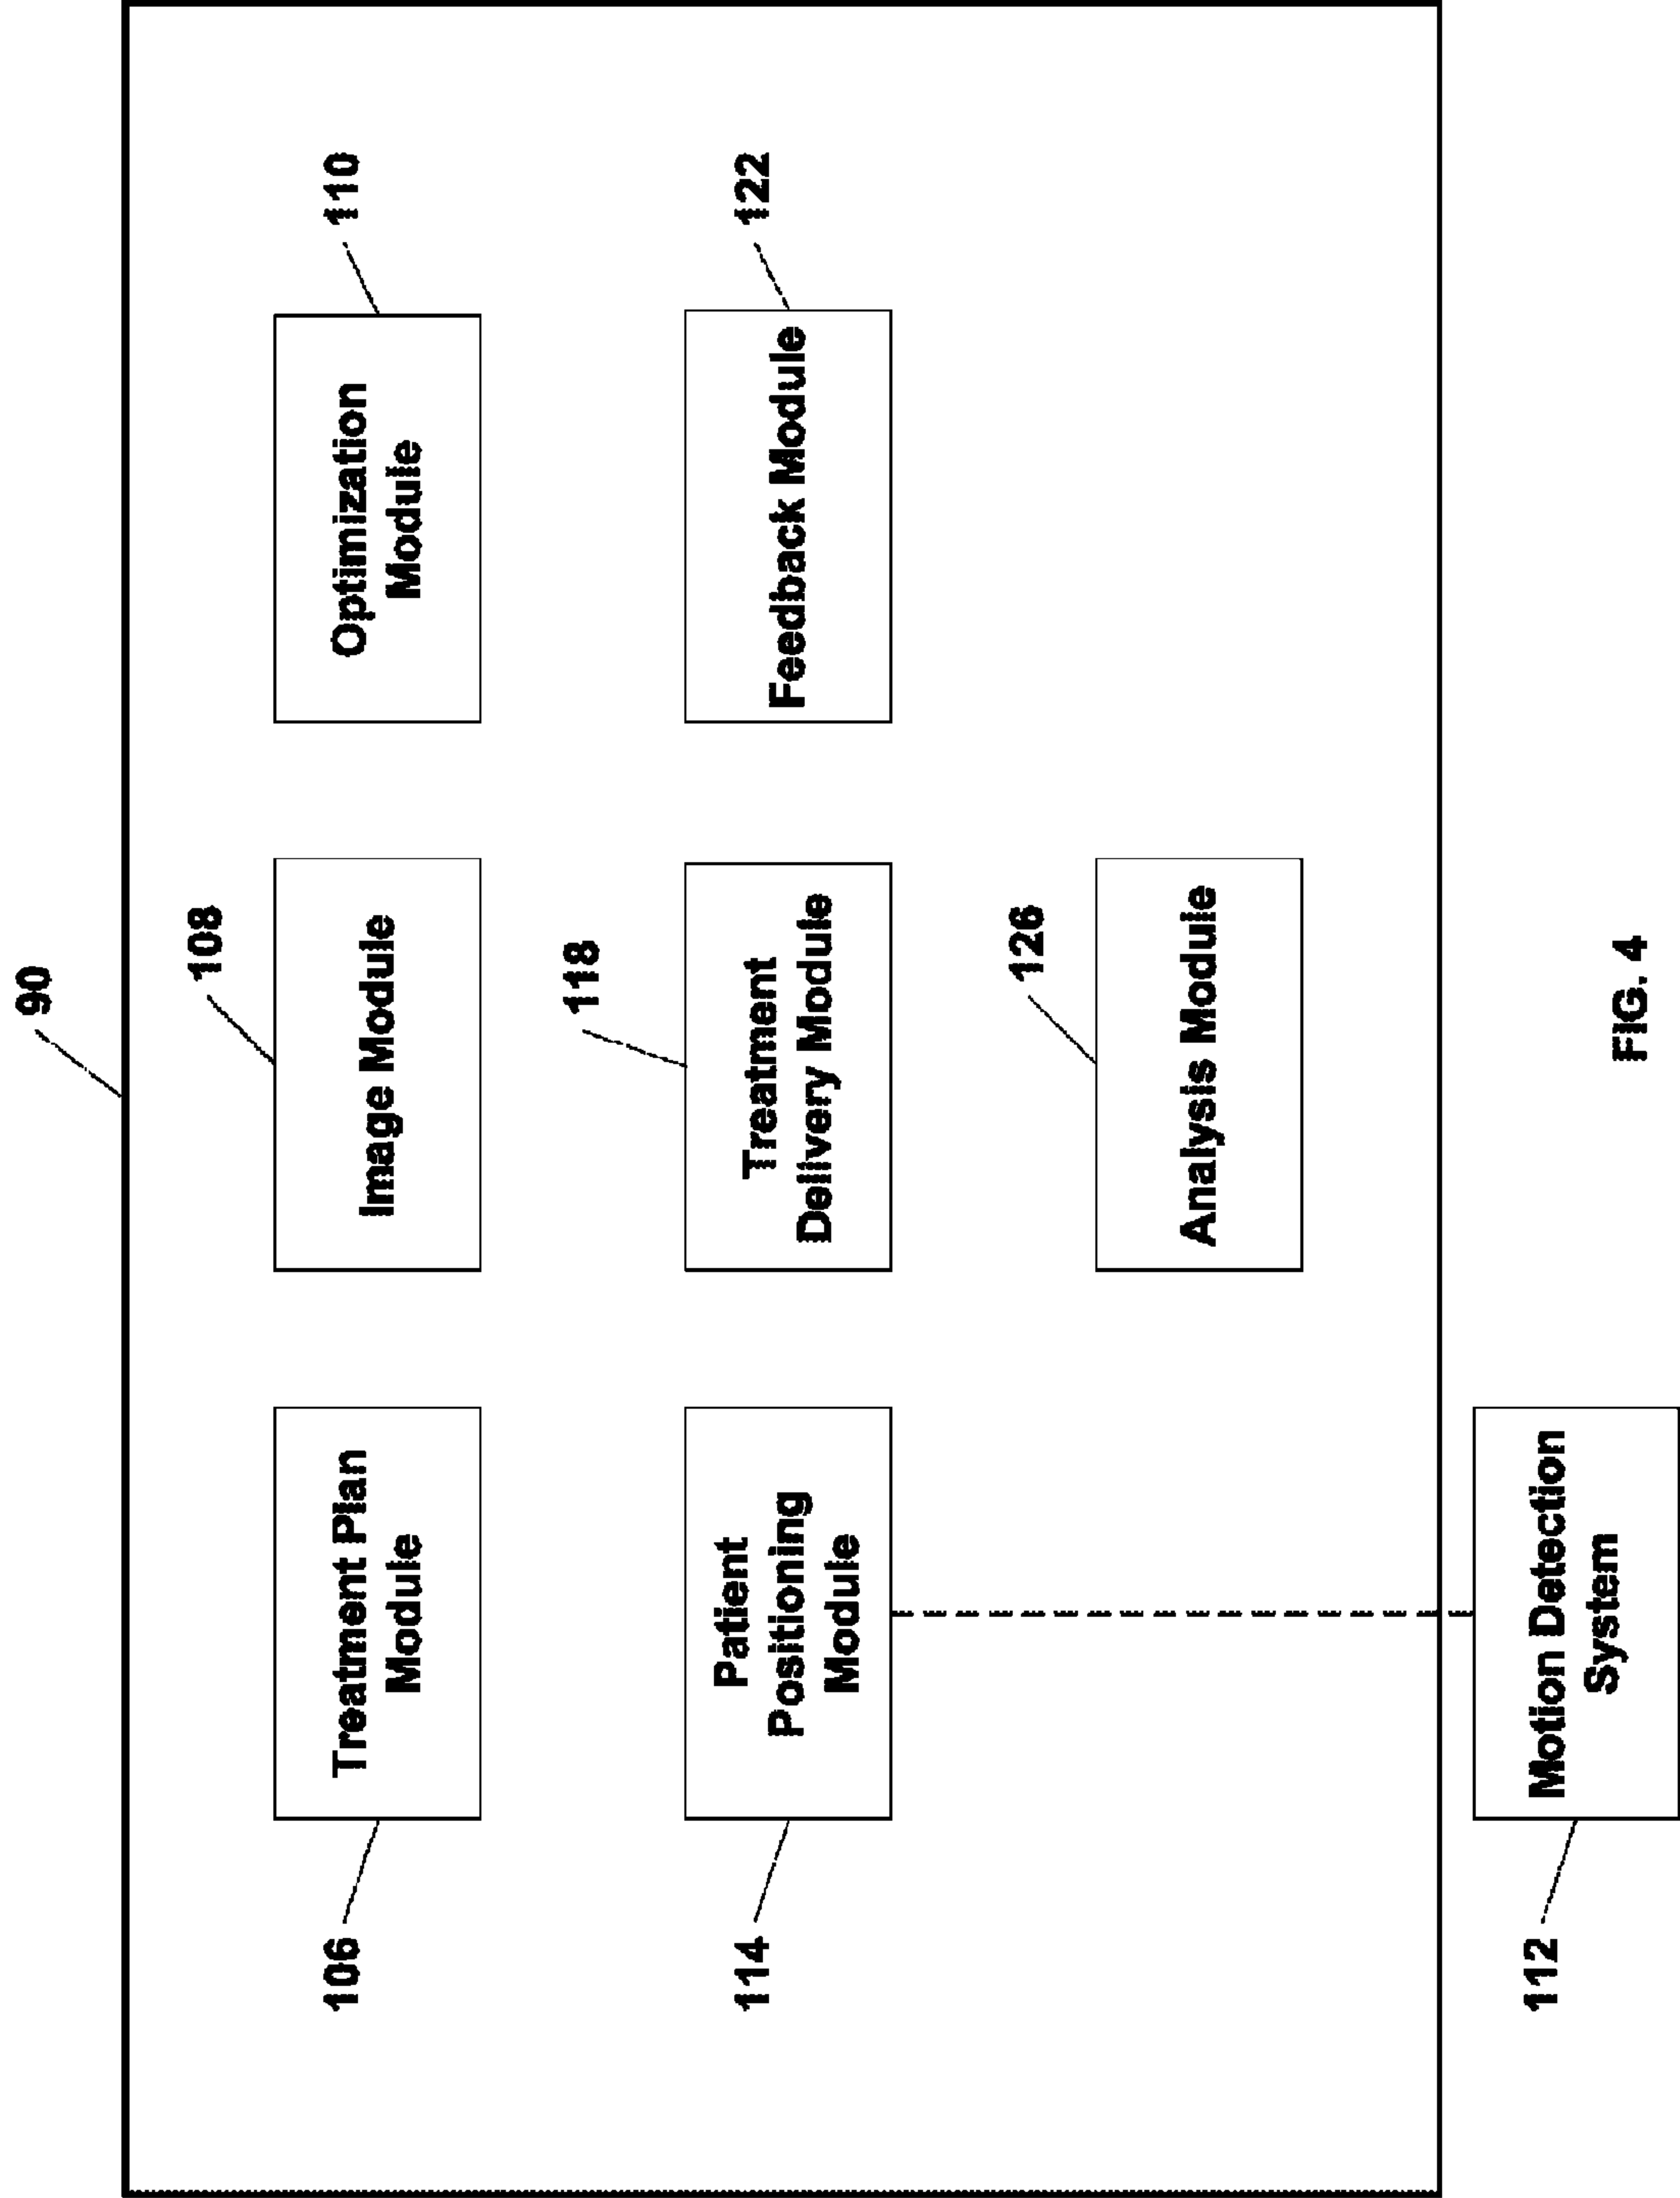 90
106
Treatment Plan
Module
108
Image Module
110
Optimization
Module
114
Patient
Positioning
Module
118
Treatment
Delivery Module
122
Feedback Module
126
Analysis Module
112
Motion Detection
System
FIG. 4